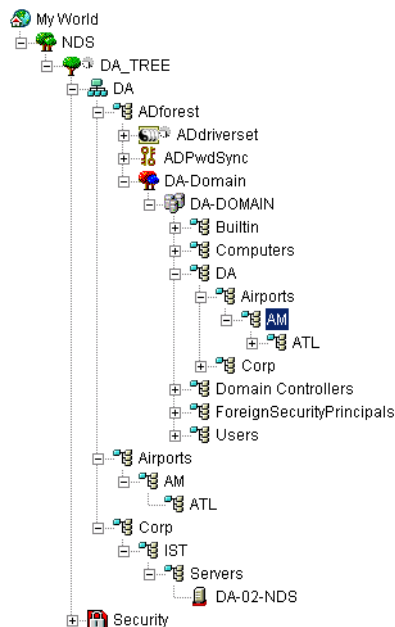 My World
NDS
DA_TREE
DA
ADforest
ADdriverset
ADPwdSync
DA-Domain
DA-DOMAIN
Builtin
Computers
DA
Airports
AM
ATL
Corp
Domain Controllers
ForeignSecurityPrincipals
Users
Airports
AM
ATL
Corp
IST
Servers
DA-02-NDS
Security